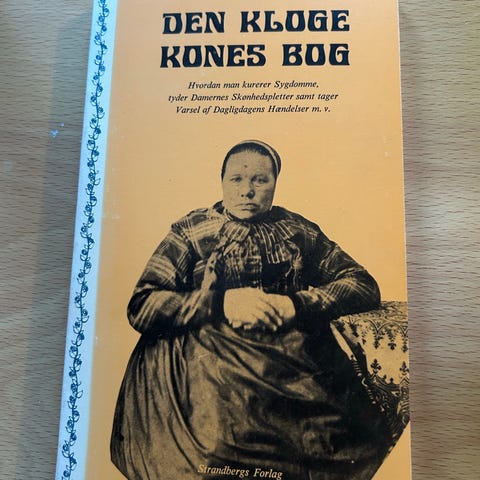 DEN KLOGE
KONES BOG
Hvordan man kurerer Sygdomme,
tyder Damernes Skønhedspletter samt tager
Varsel af Dagligdagens Hændelser m. v.
Strandbergs Forlag